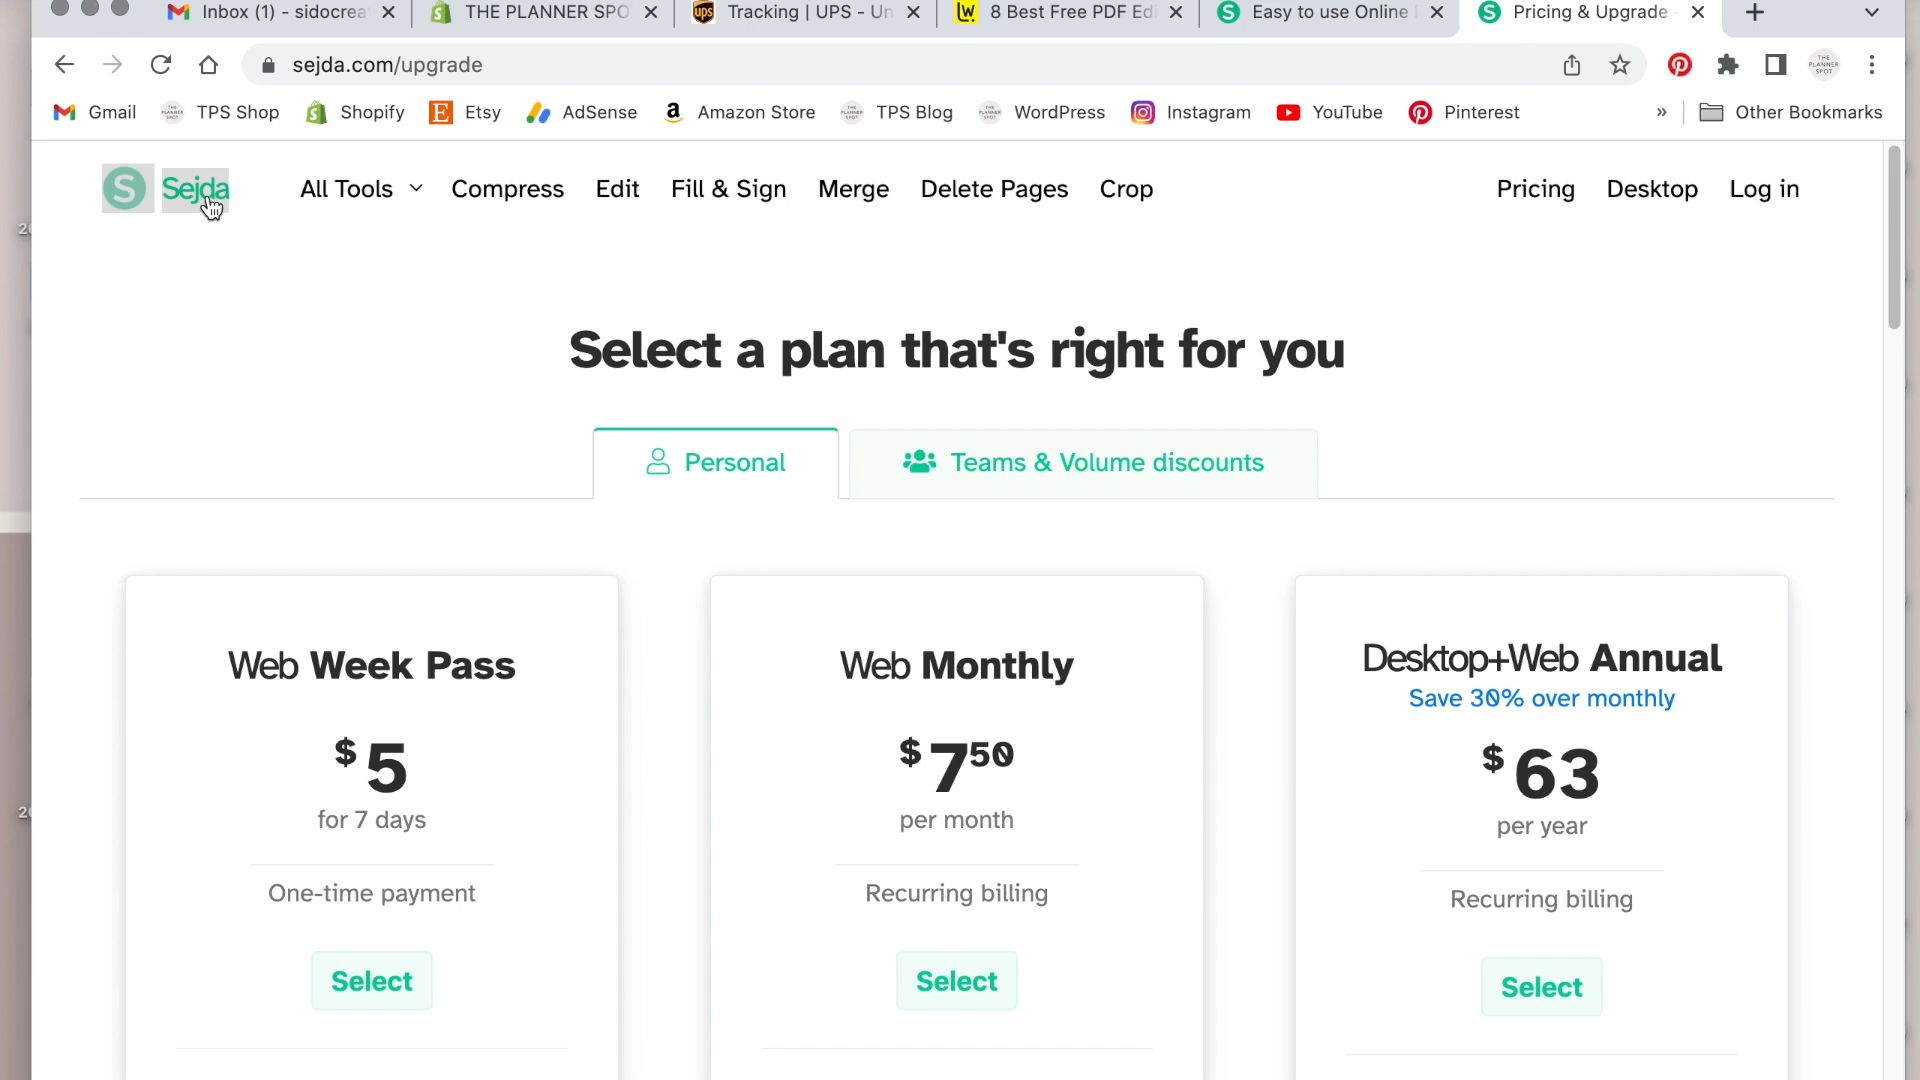 Inbox (1) - sidocrea
THE PLANNER SPO
Tracking | UPS - Un
8 Best Free PDF Edi
Easy to use Online
Pricing & Upgrade
sejda.com/upgrade
Gmail
TPS Shop
Shopify
Etsy
AdSense
Amazon Store
TPS Blog
WordPress
Instagram
YouTube
Pinterest
»
Other Bookmarks
S Sejda
All Tools
Compress
Edit
Fill & Sign
Merge
Delete Pages
Crop
Pricing
Desktop
Log in
Select a plan that's right for you
Personal
Teams & Volume discounts
Web Week Pass
$5
for 7 days
One-time payment
Select
Web Monthly
$750
per month
Recurring billing
Select
Desktop+Web Annual
Save 30% over monthly
$63
per year
Recurring billing
Select